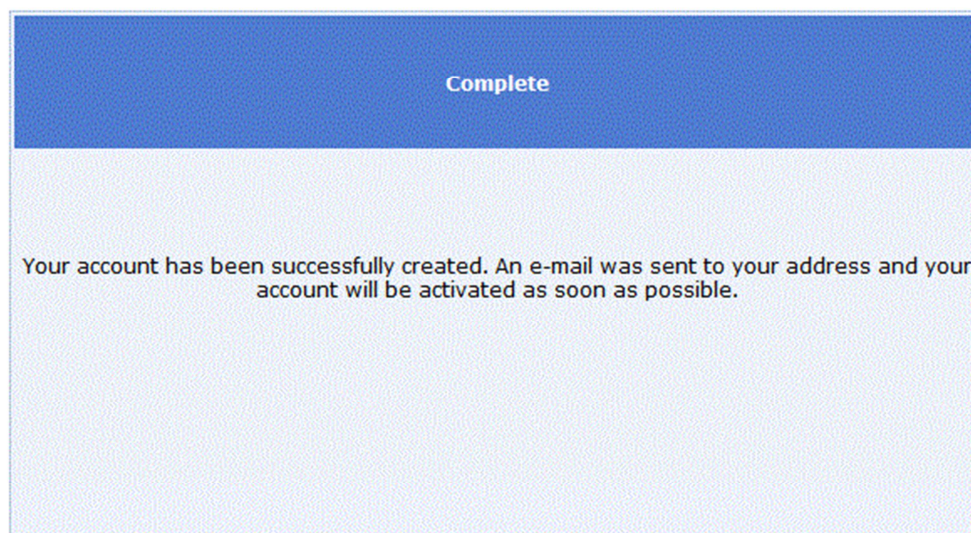 Complete
Your account has been successfully created. An e-mail was sent to your address and your
account will be activated as soon as possible.